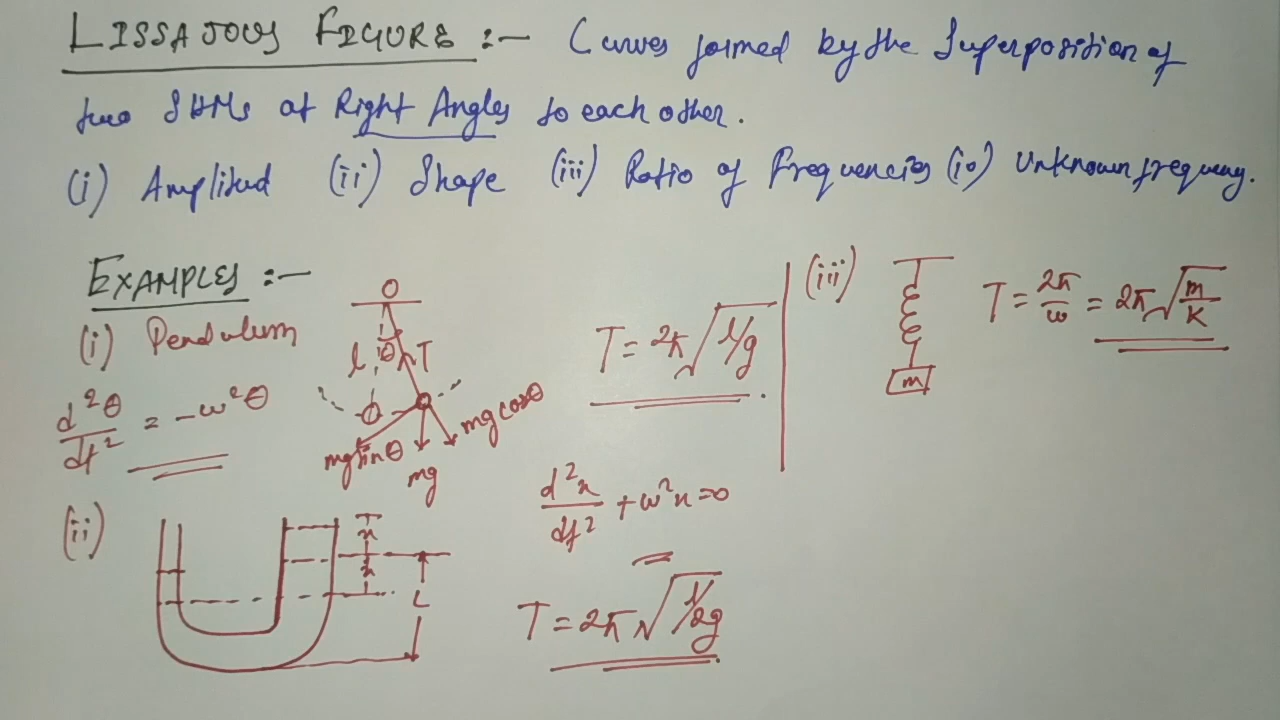 LISSAJOUS FIGURE :- Curves formed by the Superposition of
two SHMs at Right Angles to each other.
(i) Amplitud (ii) Shape (iii) Ratio of Frequencies (iv) Unknown frequency.
EXAMPLES :-
(i) Pendulum
d²θ/dt² = -ω²θ
l θ T
mg sinθ
mg
mg cosθ
T = 2π√l/g
(iii)
m
T = 2π/ω = 2π√m/K
(ii)
x
x
L
d²x/dt² + ω²x = 0
T = 2π√l/2g